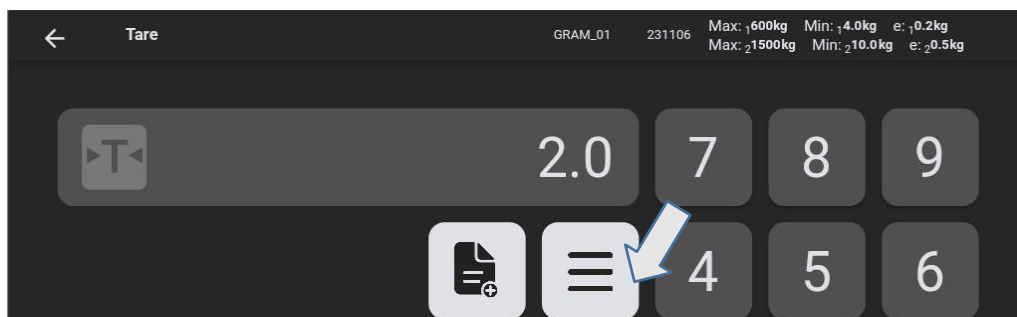 Tare GRAM_01 231106 Max: ₁600kg Min: ₁4.0kg e: ₁0.2kg
Max: ₂1500kg Min: ₂10.0kg e: ₂0.5kg
T 2.0 7 8 9
4 5 6